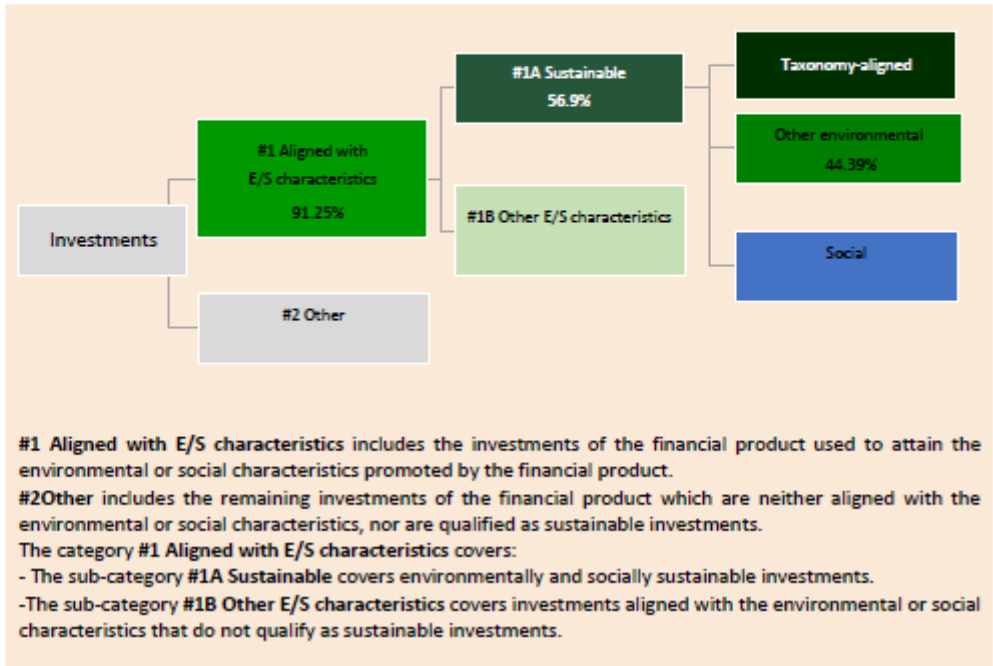 #1A Sustainable
56.9%
Taxonomy-aligned
Other environmental
44.39%
#1 Aligned with
E/S characteristics
91.25%
#1B Other E/S characteristics
Investments
Social
#2 Other
#1 Aligned with E/S characteristics includes the investments of the financial product used to attain the
environmental or social characteristics promoted by the financial product.
#2Other includes the remaining investments of the financial product which are neither aligned with the
environmental or social characteristics, nor are qualified as sustainable investments.
The category #1 Aligned with E/S characteristics covers:
- The sub-category #1A Sustainable covers environmentally and socially sustainable investments.
-The sub-category #1B Other E/S characteristics covers investments aligned with the environmental or social
characteristics that do not qualify as sustainable investments.